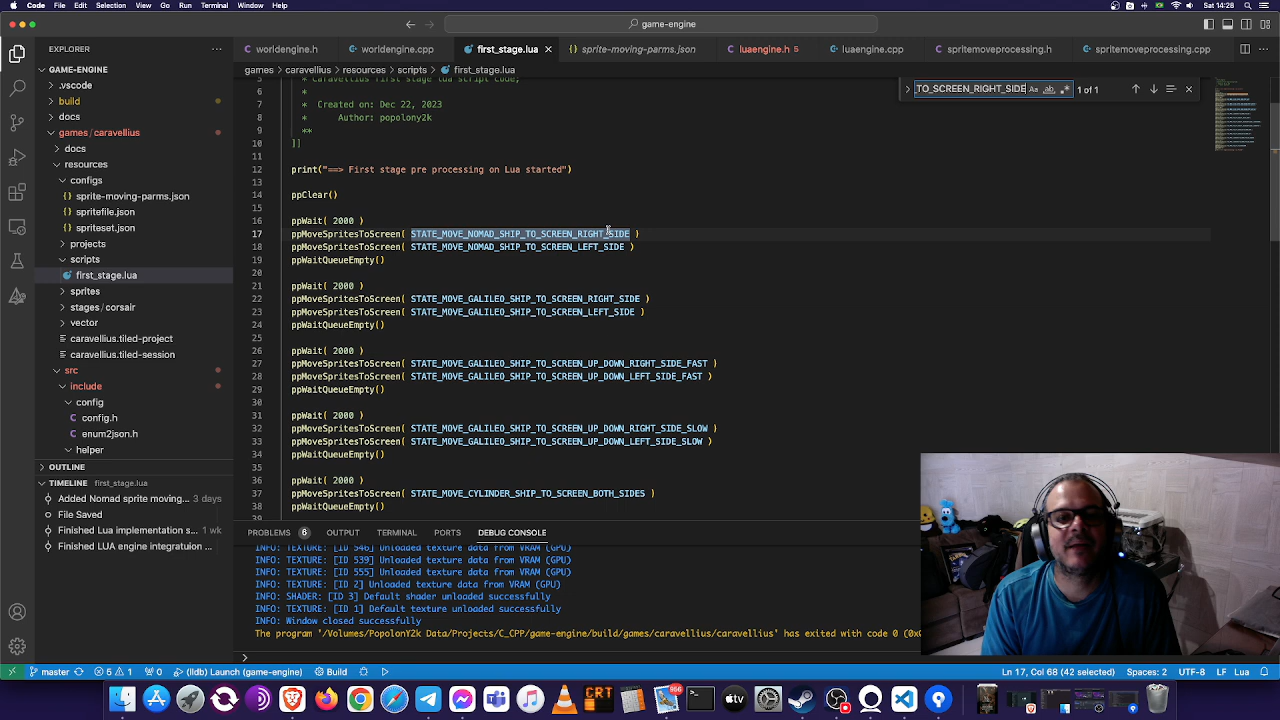 Code File Edit Selection View Go Run Terminal Window Help
Sat 14:28
game-engine
EXPLORER
worldengine.h
worldengine.cpp
first_stage.lua
sprite-moving-parms.json
luaengine.h 5
luaengine.cpp
spritemoveprocessing.h
spritemoveprocessing.cpp
games > caravellius > resources > scripts > first_stage.lua
TO_SCREEN_RIGHT_SIDE
Aa
ab
1 of 1
GAME-ENGINE
.vscode
build
docs
games / caravellius
docs
resources
configs
sprite-moving-parms.json
spritefile.json
spriteset.json
projects
scripts
first_stage.lua
sprites
stages / corsair
vector
caravellius.tiled-project
caravellius.tiled-session
src
include
config
config.h
enum2json.h
helper
OUTLINE
TIMELINE first_stage.lua
Added Nomad sprite moving... 3 days
File Saved
Finished Lua implementation s... 1 wk
Finished LUA engine integratuion ...
5 * Caravellius first stage lua script code;
6 *
7 * Created on: Dec 22, 2023
8 * Author: popolony2k
9 **
10 ]]
11
12 print("==> First stage pre processing on Lua started")
13
14 ppClear()
15
16 ppWait( 2000 )
17 ppMoveSpritesToScreen( STATE_MOVE_NOMAD_SHIP_TO_SCREEN_RIGHT_SIDE )
18 ppMoveSpritesToScreen( STATE_MOVE_NOMAD_SHIP_TO_SCREEN_LEFT_SIDE )
19 ppWaitQueueEmpty()
20
21 ppWait( 2000 )
22 ppMoveSpritesToScreen( STATE_MOVE_GALILEO_SHIP_TO_SCREEN_RIGHT_SIDE )
23 ppMoveSpritesToScreen( STATE_MOVE_GALILEO_SHIP_TO_SCREEN_LEFT_SIDE )
24 ppWaitQueueEmpty()
25
26 ppWait( 2000 )
27 ppMoveSpritesToScreen( STATE_MOVE_GALILEO_SHIP_TO_SCREEN_UP_DOWN_RIGHT_SIDE_FAST )
28 ppMoveSpritesToScreen( STATE_MOVE_GALILEO_SHIP_TO_SCREEN_UP_DOWN_LEFT_SIDE_FAST )
29 ppWaitQueueEmpty()
30
31 ppWait( 2000 )
32 ppMoveSpritesToScreen( STATE_MOVE_GALILEO_SHIP_TO_SCREEN_UP_DOWN_RIGHT_SIDE_SLOW )
33 ppMoveSpritesToScreen( STATE_MOVE_GALILEO_SHIP_TO_SCREEN_UP_DOWN_LEFT_SIDE_SLOW )
34 ppWaitQueueEmpty()
35
36 ppWait( 2000 )
37 ppMoveSpritesToScreen( STATE_MOVE_CYLINDER_SHIP_TO_SCREEN_BOTH_SIDES )
38 ppWaitQueueEmpty()
39
PROBLEMS 6 OUTPUT TERMINAL PORTS DEBUG CONSOLE
INFO: TEXTURE: [ID 546] Unloaded texture data from VRAM (GPU)
INFO: TEXTURE: [ID 539] Unloaded texture data from VRAM (GPU)
INFO: TEXTURE: [ID 555] Unloaded texture data from VRAM (GPU)
INFO: TEXTURE: [ID 2] Unloaded texture data from VRAM (GPU)
INFO: SHADER: [ID 3] Default shader unloaded successfully
INFO: TEXTURE: [ID 1] Default texture unloaded successfully
INFO: Window closed successfully
The program '/Volumes/PopolonY2k Data/Projects/C_CPP/game-engine/build/games/caravellius/caravellius' has exited with code 0 (0x
master 5 1 0 (lldb) Launch (game-engine) Build
Ln 17, Col 68 (42 selected) Spaces: 2 UTF-8 LF Lua
CRT
956
tv